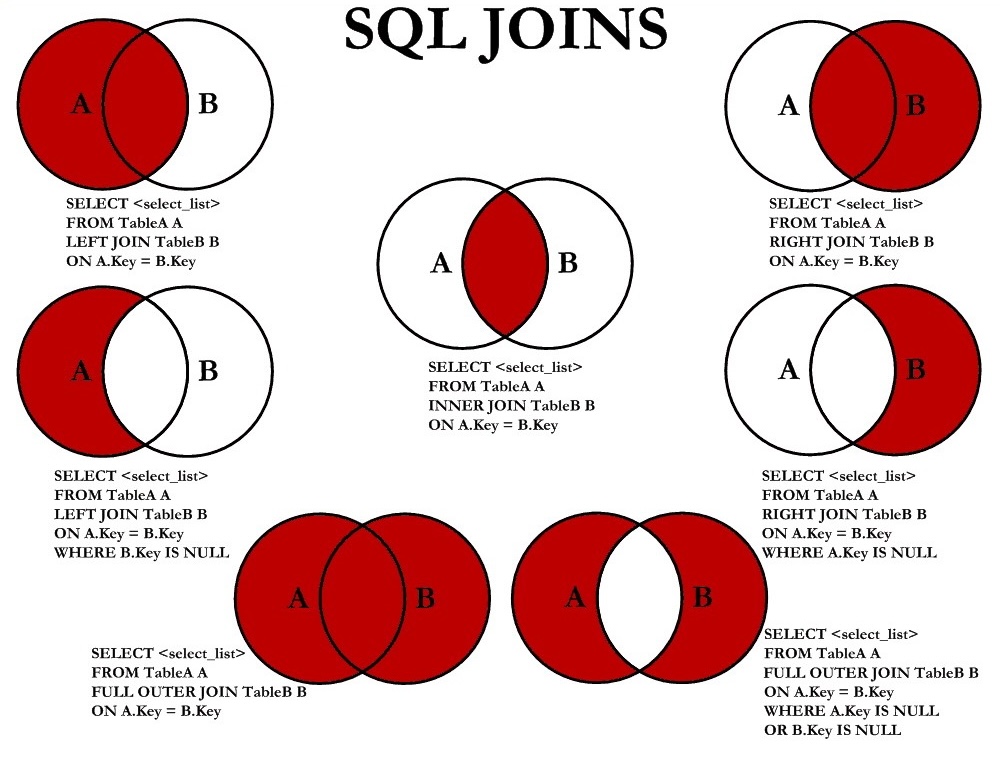 SQL JOINS
A B
SELECT <select_list>
FROM TableA A
LEFT JOIN TableB B
ON A.Key = B.Key
A B
SELECT <select_list>
FROM TableA A
RIGHT JOIN TableB B
ON A.Key = B.Key
A B
SELECT <select_list>
FROM TableA A
INNER JOIN TableB B
ON A.Key = B.Key
A B
SELECT <select_list>
FROM TableA A
LEFT JOIN TableB B
ON A.Key = B.Key
WHERE B.Key IS NULL
A B
SELECT <select_list>
FROM TableA A
RIGHT JOIN TableB B
ON A.Key = B.Key
WHERE A.Key IS NULL
A B
SELECT <select_list>
FROM TableA A
FULL OUTER JOIN TableB B
ON A.Key = B.Key
A B
SELECT <select_list>
FROM TableA A
FULL OUTER JOIN TableB B
ON A.Key = B.Key
WHERE A.Key IS NULL
OR B.Key IS NULL